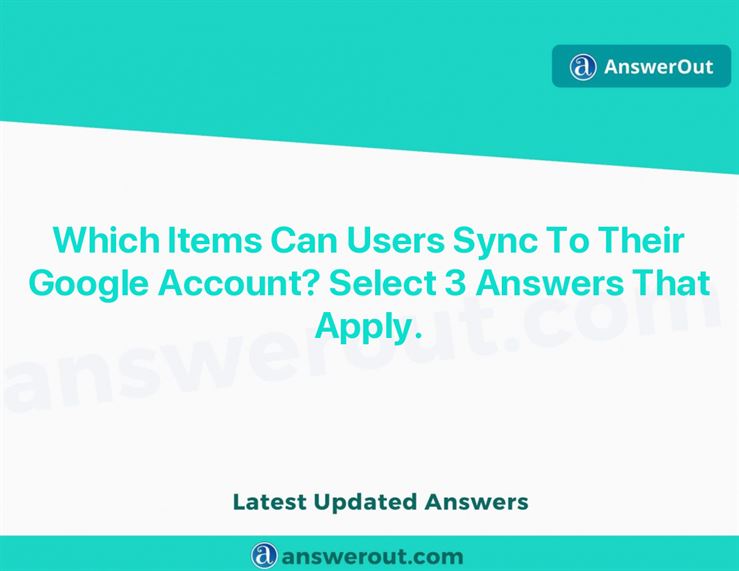 AnswerOut
Which Items Can Users Sync To Their
Google Account? Select 3 Answers That
Apply.
answerout.com
Latest Updated Answers
answerout.com